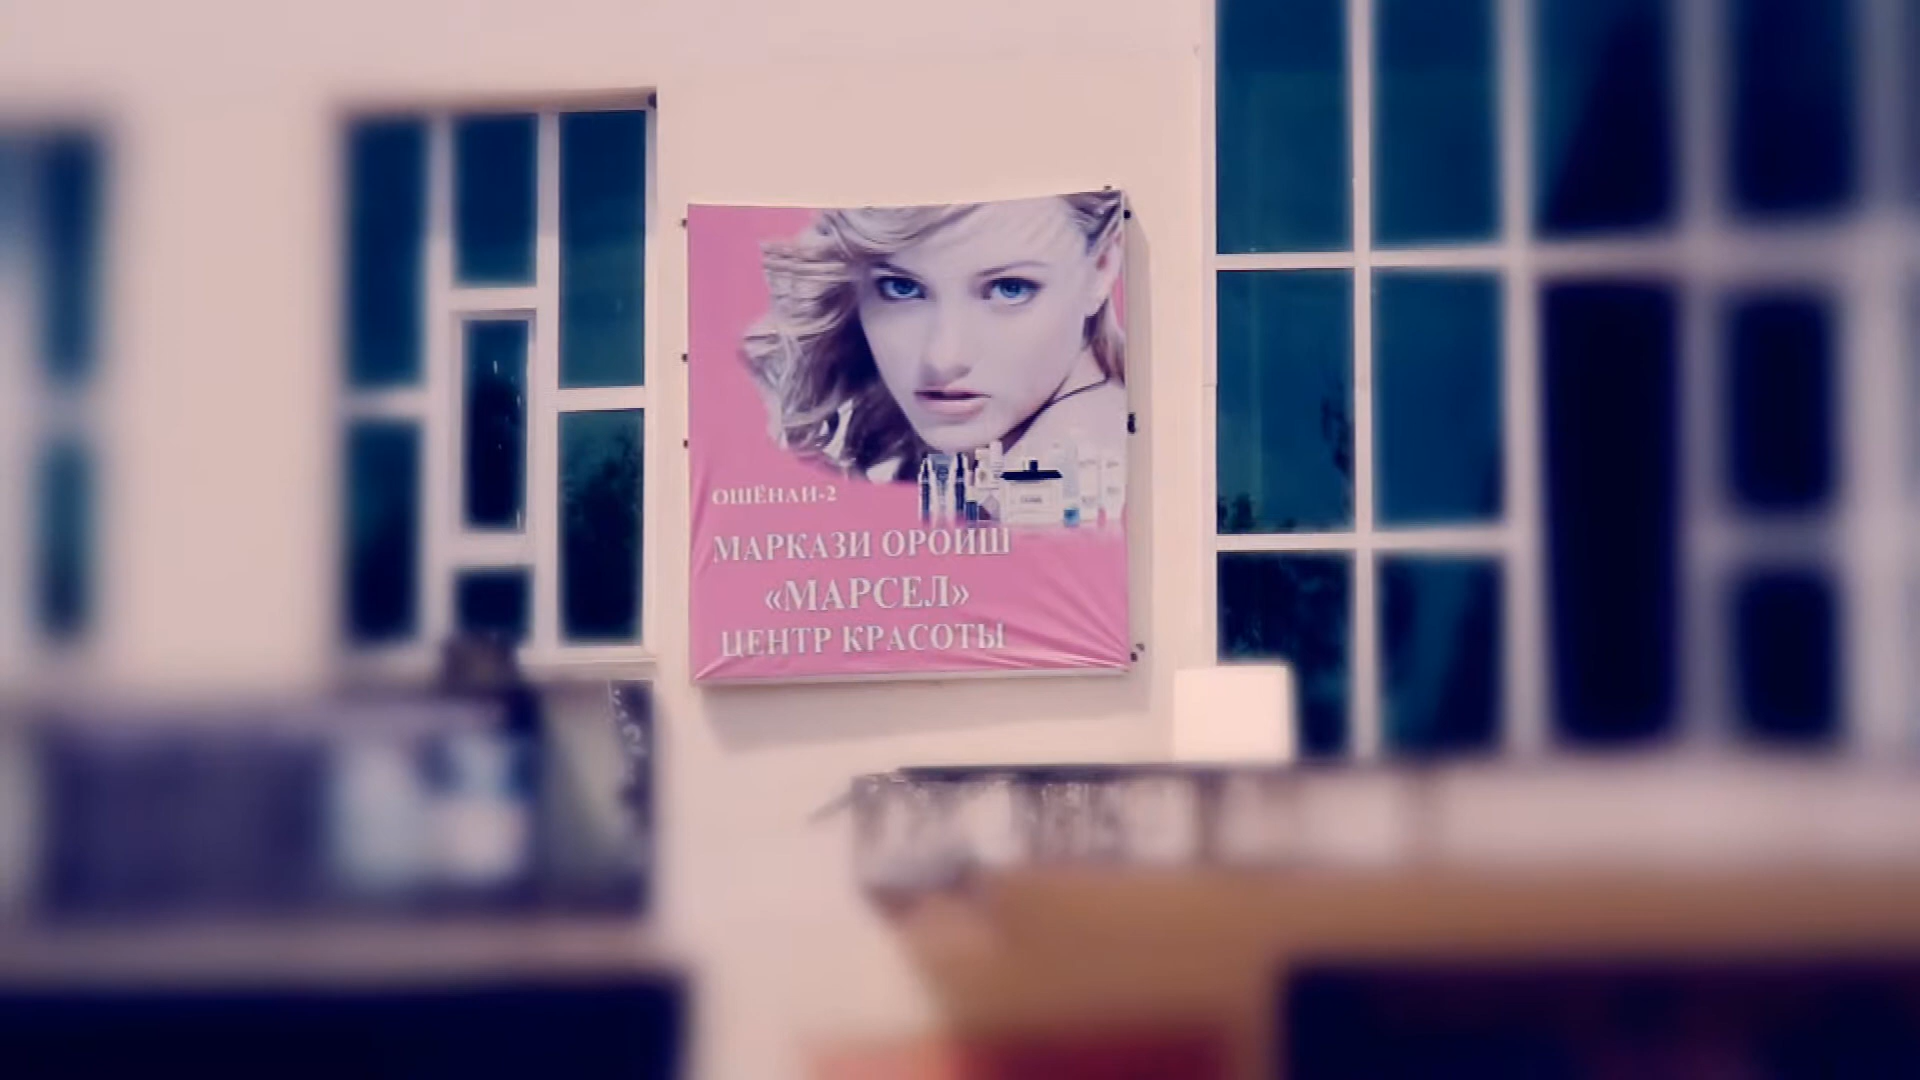 ОШЁНАИ-2
МАРКАЗИ ОРОИШ
«МАРСЕЛ»
ЦЕНТР КРАСОТЫ